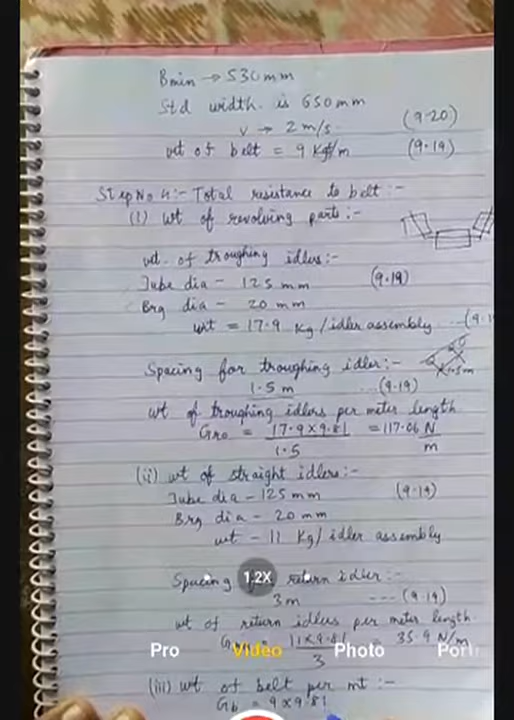 Bmin → 530mm
Std width is 650mm
v → 2 m/s (9.20)
wt of belt = 9 Kgf/m (9.19)
Step No 4:- Total resistance to belt :-
(i) wt of revolving parts :-
wt. of troughing idlers:-
Tube dia - 125 mm (9.19)
Brg dia - 20 mm
wt = 17.9 Kg/idler assembly ...(9.1
Spacing for troughing idler:-
1.5 m ...(9.19)
wt of troughing idlers per meter length
= 17.9 x 9.81 / 1.5 = 117.06 N/m
(ii) wt of straight idlers :-
Tube dia - 125 mm (9.19)
Brg dia - 20 mm
wt - 11 Kg/idler assembly
Spacing return idler :-
1.2X
3m --- (9.19)
wt of return idlers per meter length.
= 11 x 9.81 / 3 = 35.9 N/m
Pro Video Photo Port
(iii) wt of belt per mt :-
Gb = 9 x 9.81